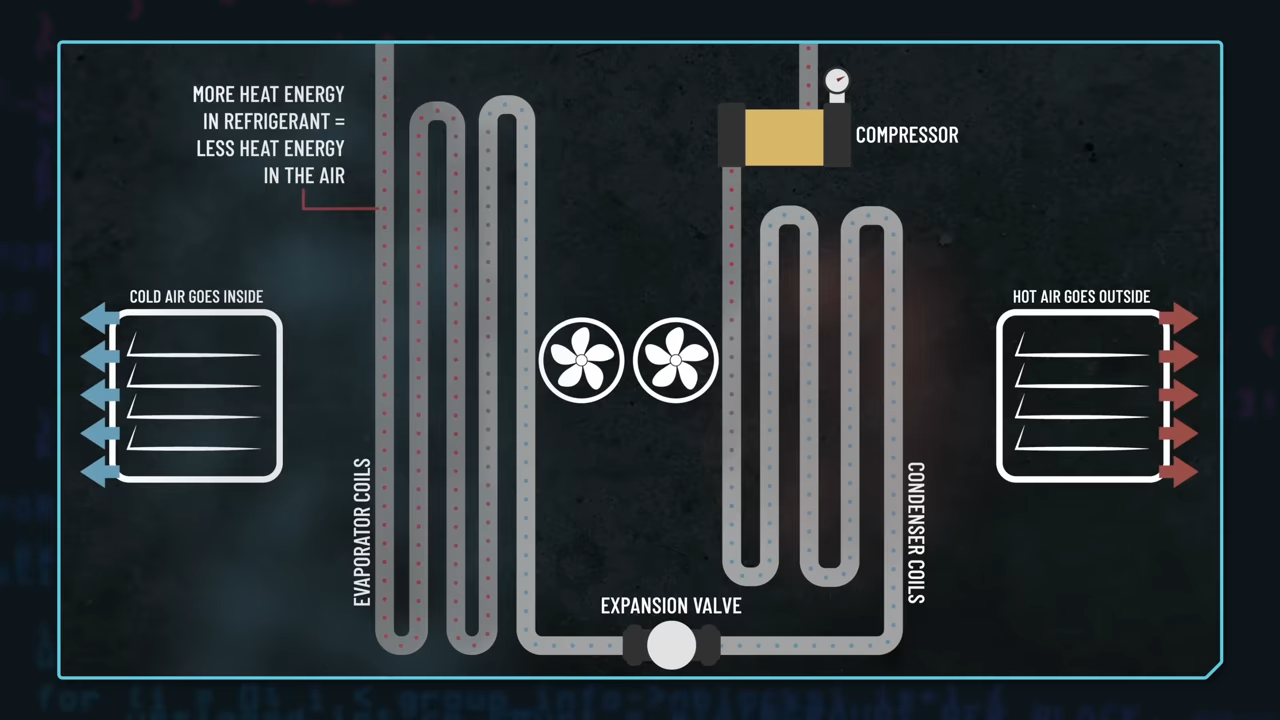 MORE HEAT ENERGY
IN REFRIGERANT =
LESS HEAT ENERGY
IN THE AIR
COMPRESSOR
COLD AIR GOES INSIDE
HOT AIR GOES OUTSIDE
EVAPORATOR COILS
CONDENSER COILS
EXPANSION VALVE